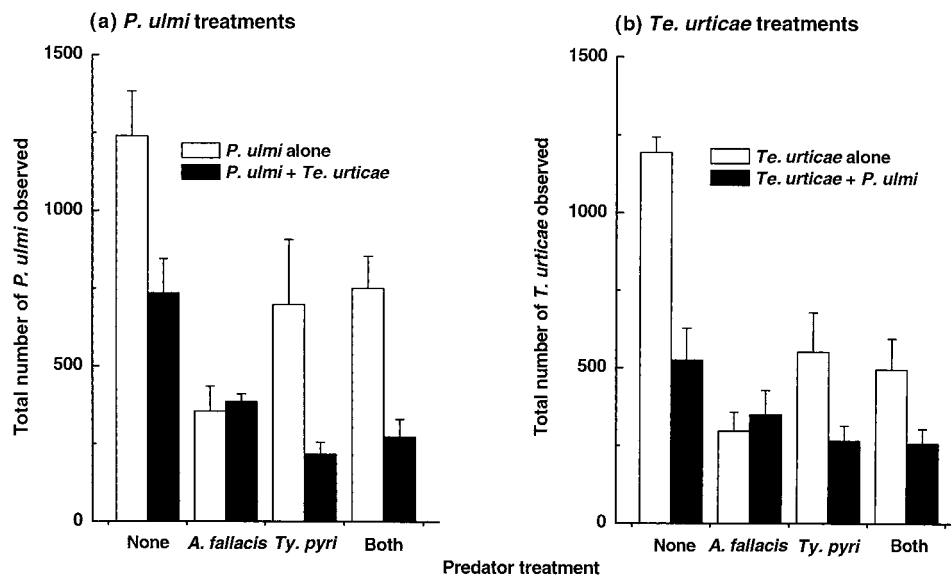 (a) P. ulmi treatments
1500
1000
500
0
Total number of P. ulmi observed
P. ulmi alone
P. ulmi + Te. urticae
None A. fallacis Ty. pyri Both
(b) Te. urticae treatments
1500
1000
500
0
Total number of T. urticae observed
Te. urticae alone
Te. urticae + P. ulmi
None A. fallacis Ty. pyri Both
Predator treatment